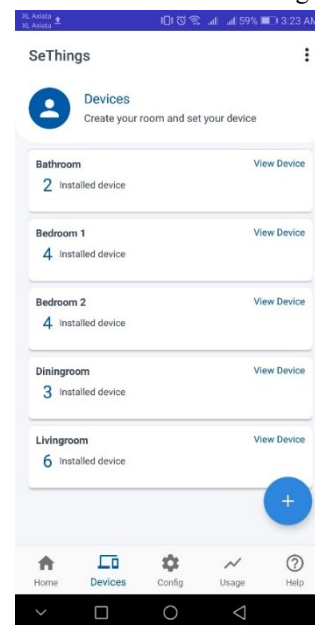 XL Axiata
XL Axiata
59% 3:23 AM
SeThings
Devices
Create your room and set your device
Bathroom View Device
2 Installed device
Bedroom 1 View Device
4 Installed device
Bedroom 2 View Device
4 Installed device
Diningroom View Device
3 Installed device
Livingroom View Device
6 Installed device
+
Home Devices Config Usage Help